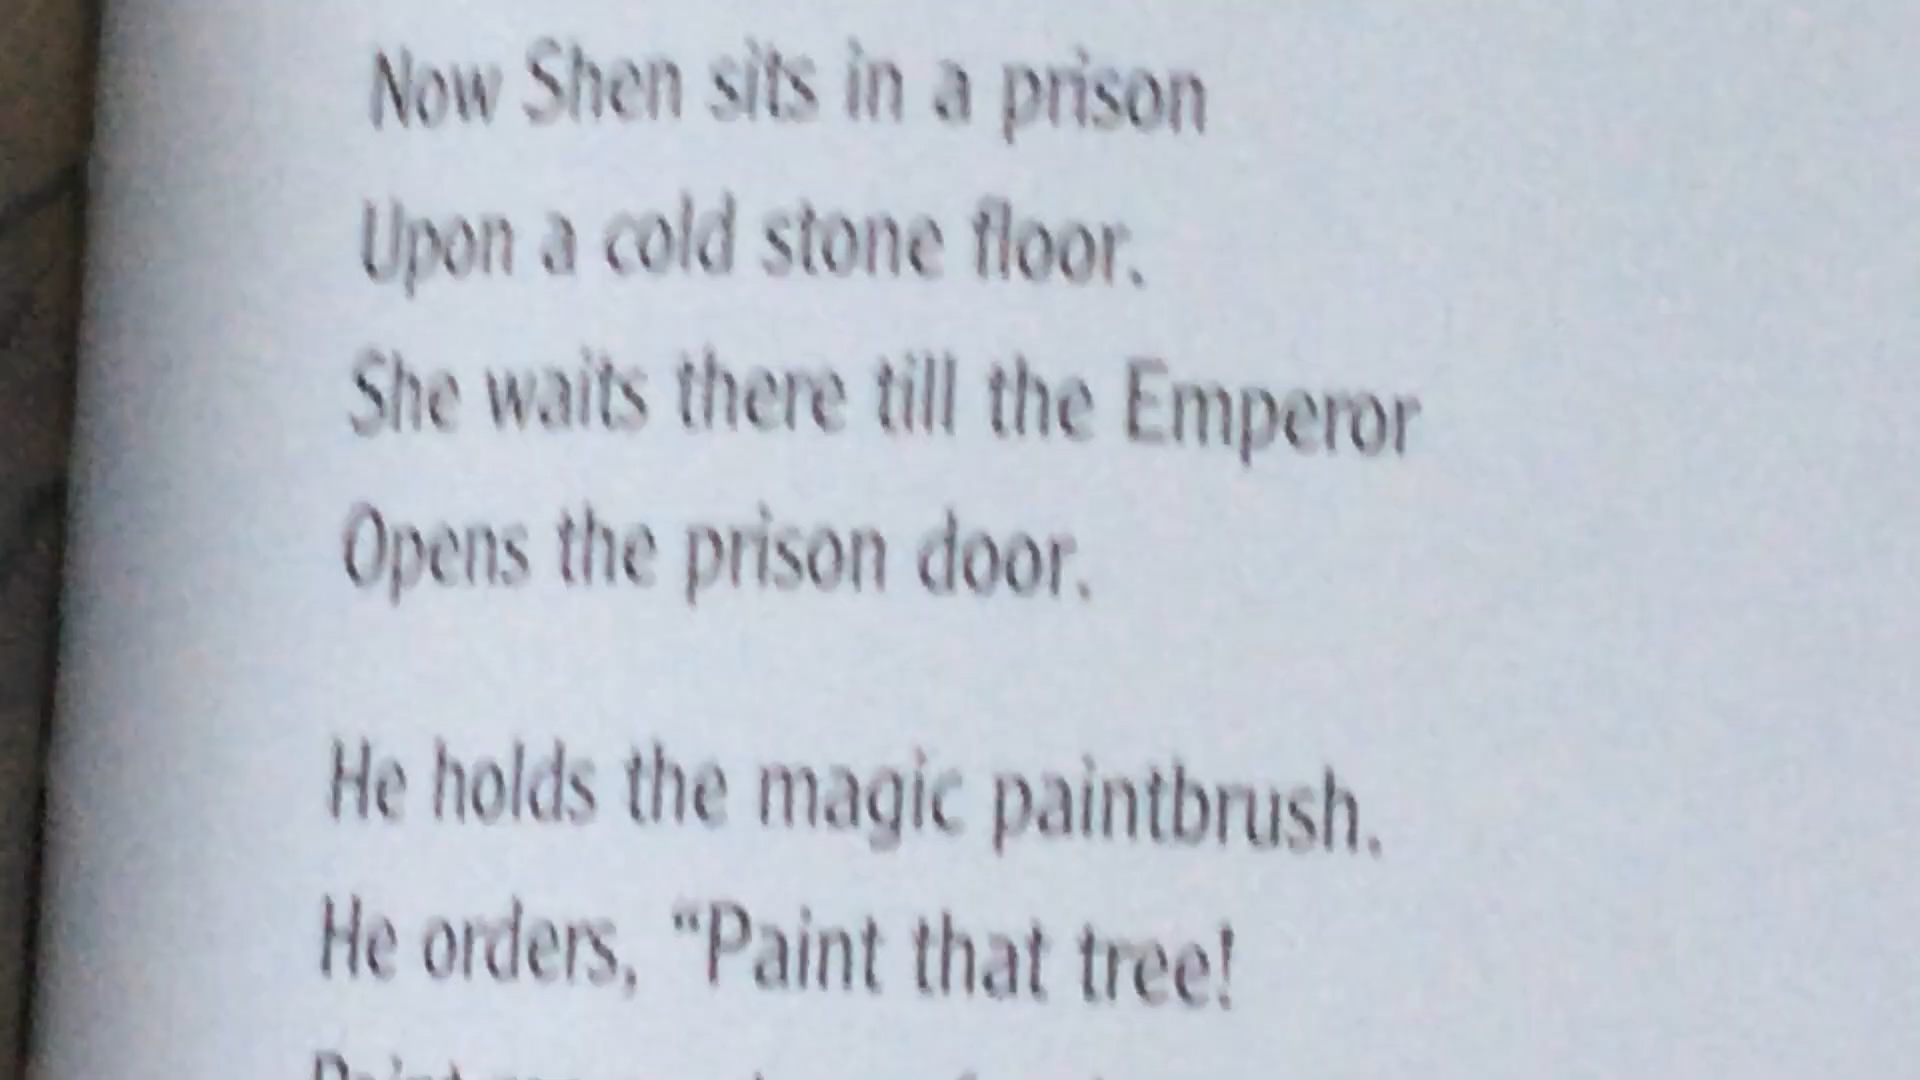 Now Shen sits in a prison
Upon a cold stone floor.
She waits there till the Emperor
Opens the prison door.
He holds the magic paintbrush.
He orders, “Paint that tree!